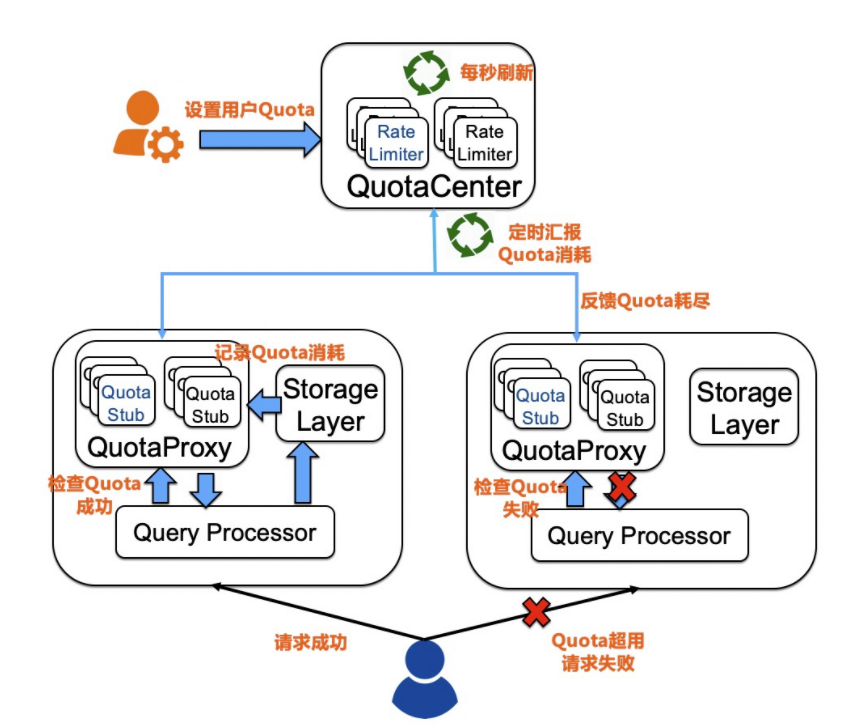 每秒刷新
设置用户Quota
Rate
Limiter
Rate
Limiter
QuotaCenter
定时汇报
Quota消耗
反馈Quota耗尽
记录Quota消耗
Quota
Stub
Quota
Stub
Storage
Layer
QuotaProxy
检查Quota
成功
Query Processor
Quota
Stub
Quota
Stub
Storage
Layer
QuotaProxy
检查Quota
失败
Query Processor
请求成功
Quota超用
请求失败